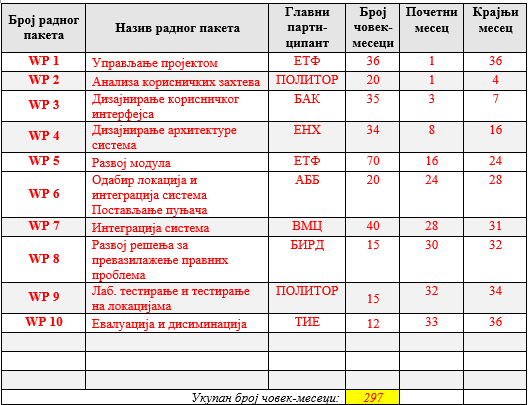 Број радног пакета Назив радног пакета Главни парти-ципант Број човек-месеци Почетни месец Крајњи месец
WP 1 Управљање пројектом ЕТФ 36 1 36
WP 2 Анализа корисничких захтева ПОЛИТОР 20 1 4
WP 3 Дизајнирање корисничког интерфејса БАК 35 3 7
WP 4 Дизајнирање архитектуре система ЕНХ 34 8 16
WP 5 Развој модула ЕТФ 70 16 24
WP 6 Одабир локација и интеграција система Постављање пуњача АББ 20 24 28
WP 7 Интеграција система ВМЦ 40 28 31
WP 8 Развој решења за превазилажење правних проблема БИРД 15 30 32
WP 9 Лаб. тестирање и тестирање на локацијама ПОЛИТОР 15 32 34
WP 10 Евалуација и дисиминација ТИЕ 12 33 36
Укупан број човек-месеци: 297